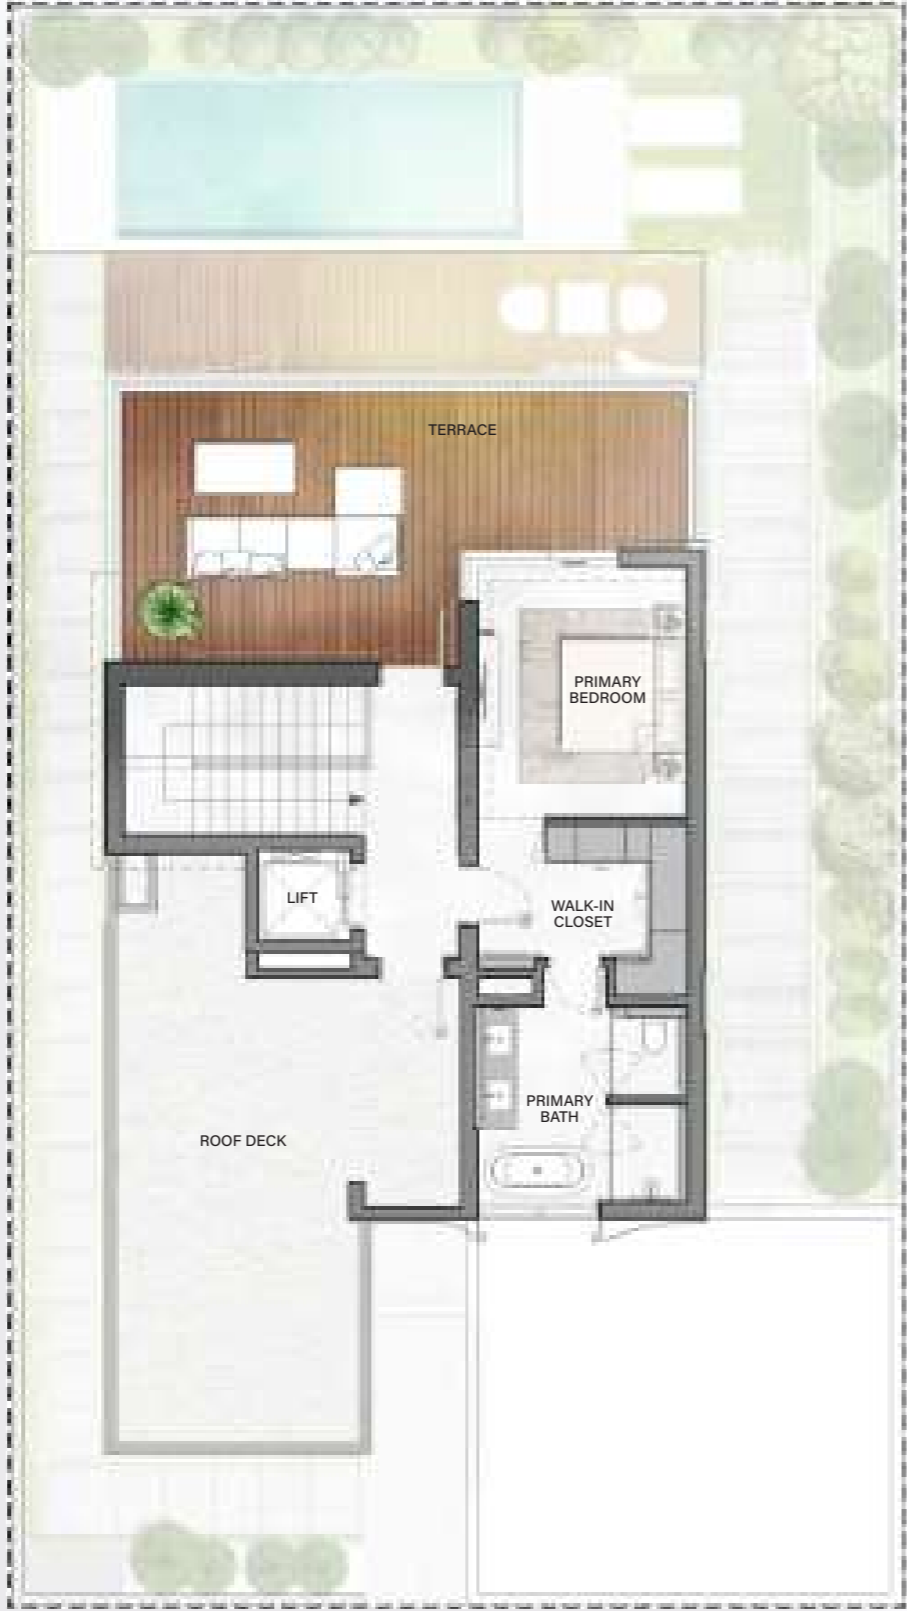 TERRACE
PRIMARY
BEDROOM
LIFT
WALK-IN
CLOSET
PRIMARY
BATH
ROOF DECK